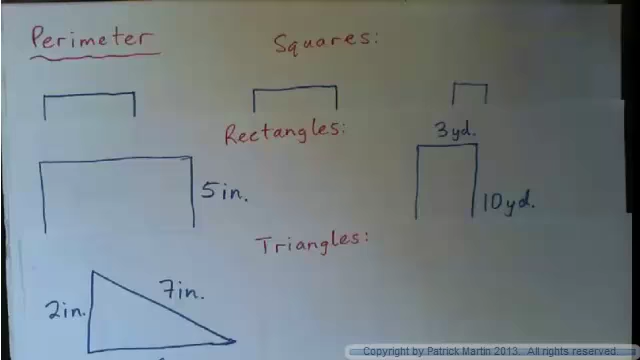 Perimeter
Squares:
Rectangles:
3yd.
5in.
10yd.
Triangles:
7in.
2in.
Copyright by Patrick Martin 2013. All rights reserved.